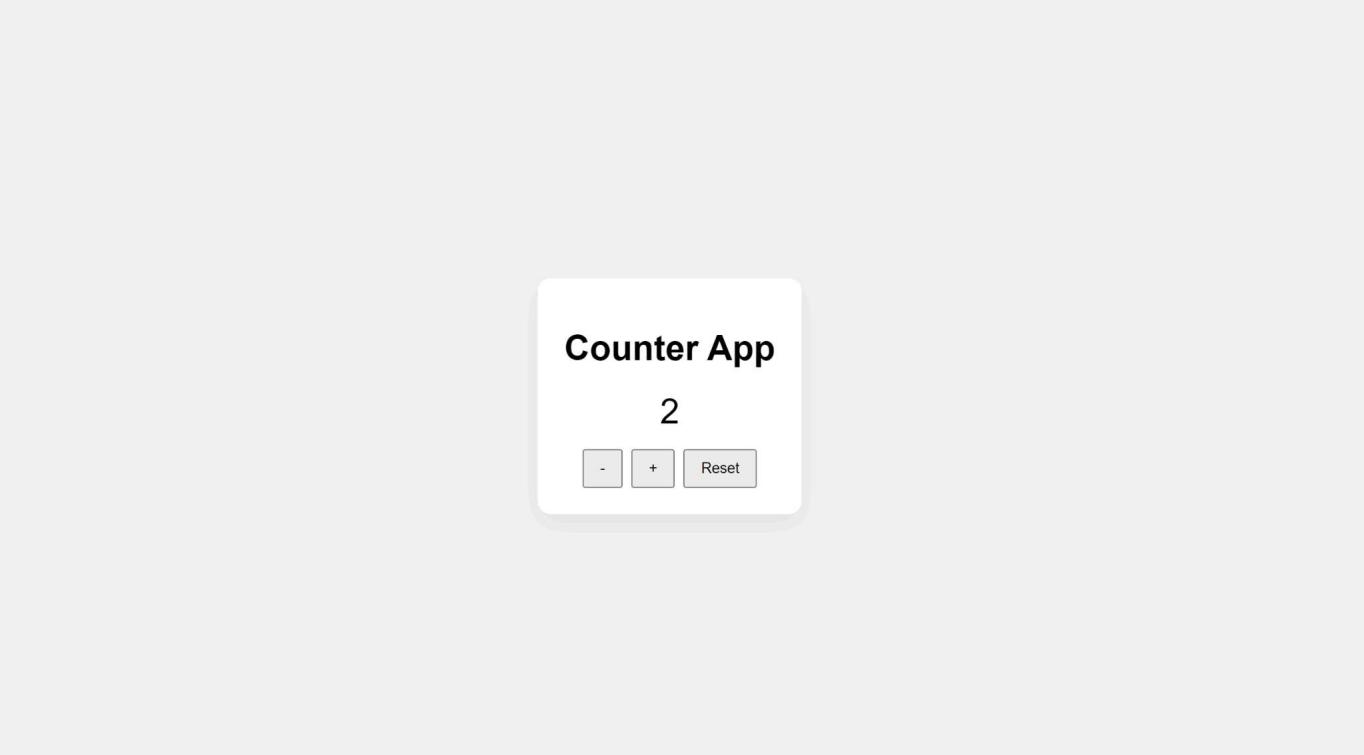 Counter App
2
- + Reset